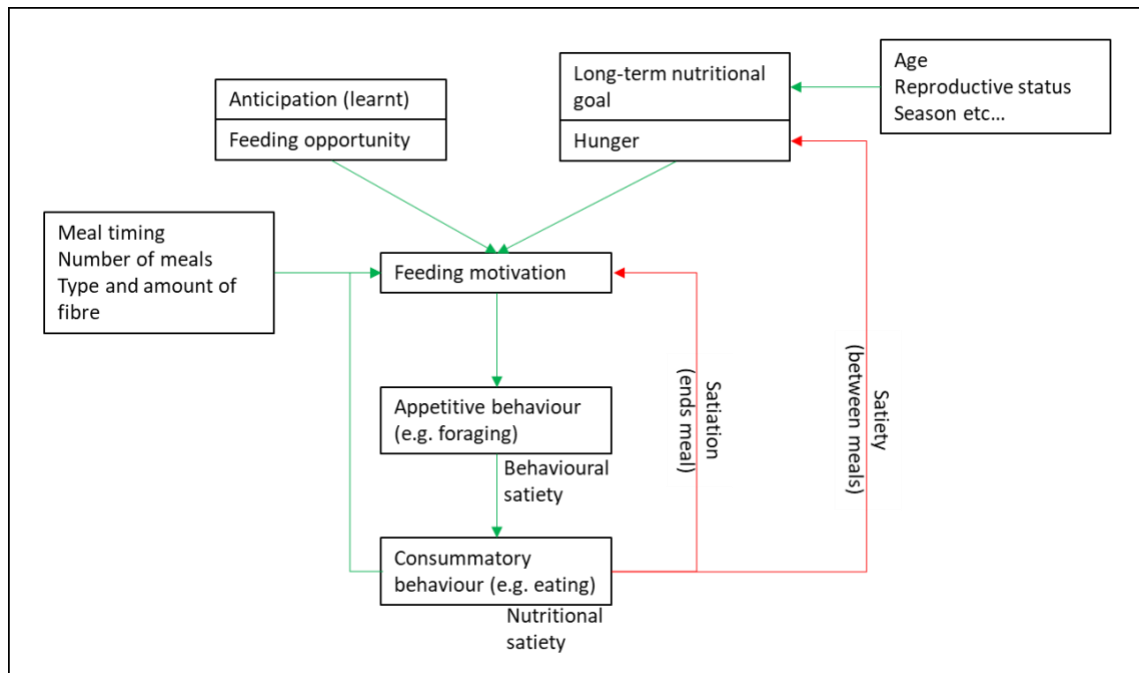 Anticipation (learnt)
Feeding opportunity
Long-term nutritional
goal
Hunger
Age
Reproductive status
Season etc...
Meal timing
Number of meals
Type and amount of
fibre
Feeding motivation
Appetitive behaviour
(e.g. foraging)
Behavioural
satiety
Consummatory
behaviour (e.g. eating)
Nutritional
satiety
Satiation
(ends meal)
Satiety
(between meals)